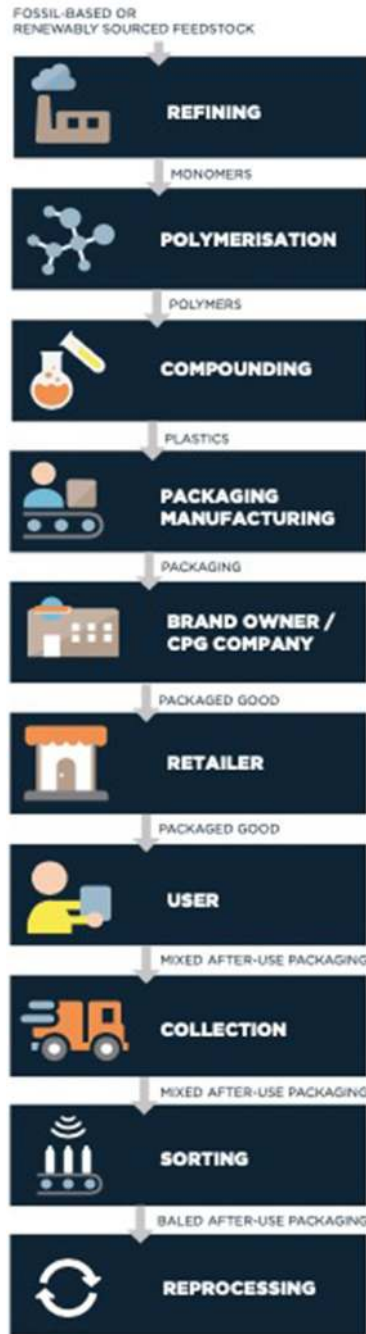 FOSSIL-BASED OR
RENEWABLY SOURCED FEEDSTOCK
REFINING
MONOMERS
POLYMERISATION
POLYMERS
COMPOUNDING
PLASTICS
PACKAGING
MANUFACTURING
PACKAGING
BRAND OWNER /
CPG COMPANY
PACKAGED GOOD
RETAILER
PACKAGED GOOD
USER
MIXED AFTER-USE PACKAGING
COLLECTION
MIXED AFTER-USE PACKAGING
SORTING
BALED AFTER-USE PACKAGING
REPROCESSING